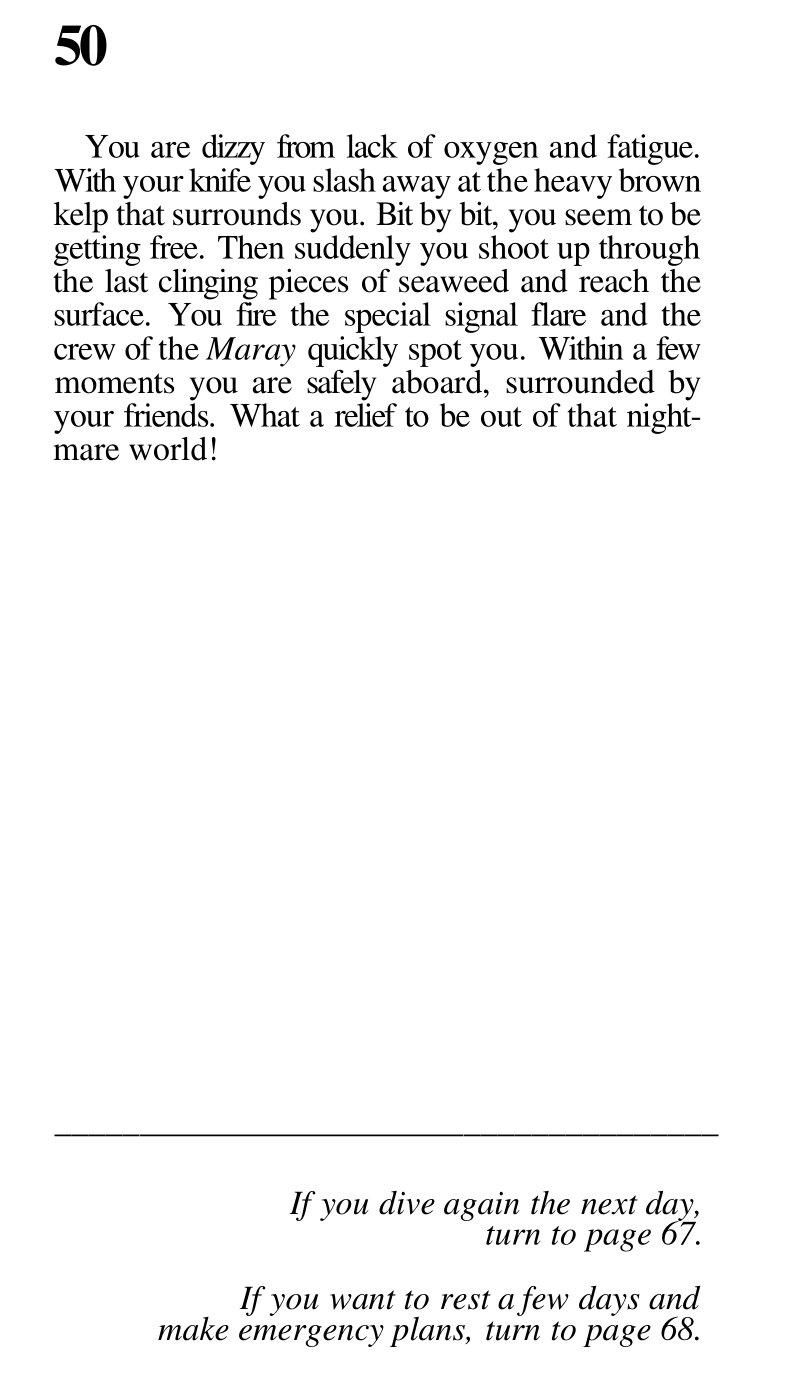 50
You are dizzy from lack of oxygen and fatigue.
With your knife you slash away at the heavy brown
kelp that surrounds you. Bit by bit, you seem to be
getting free. Then suddenly you shoot up through
the last clinging pieces of seaweed and reach the
surface. You fire the special signal flare and the
crew of the Maray quickly spot you. Within a few
moments you are safely aboard, surrounded by
your friends. What a relief to be out of that night-
mare world!
If you dive again the next day,
turn to page 67.
If you want to rest a few days and
make emergency plans, turn to page 68.